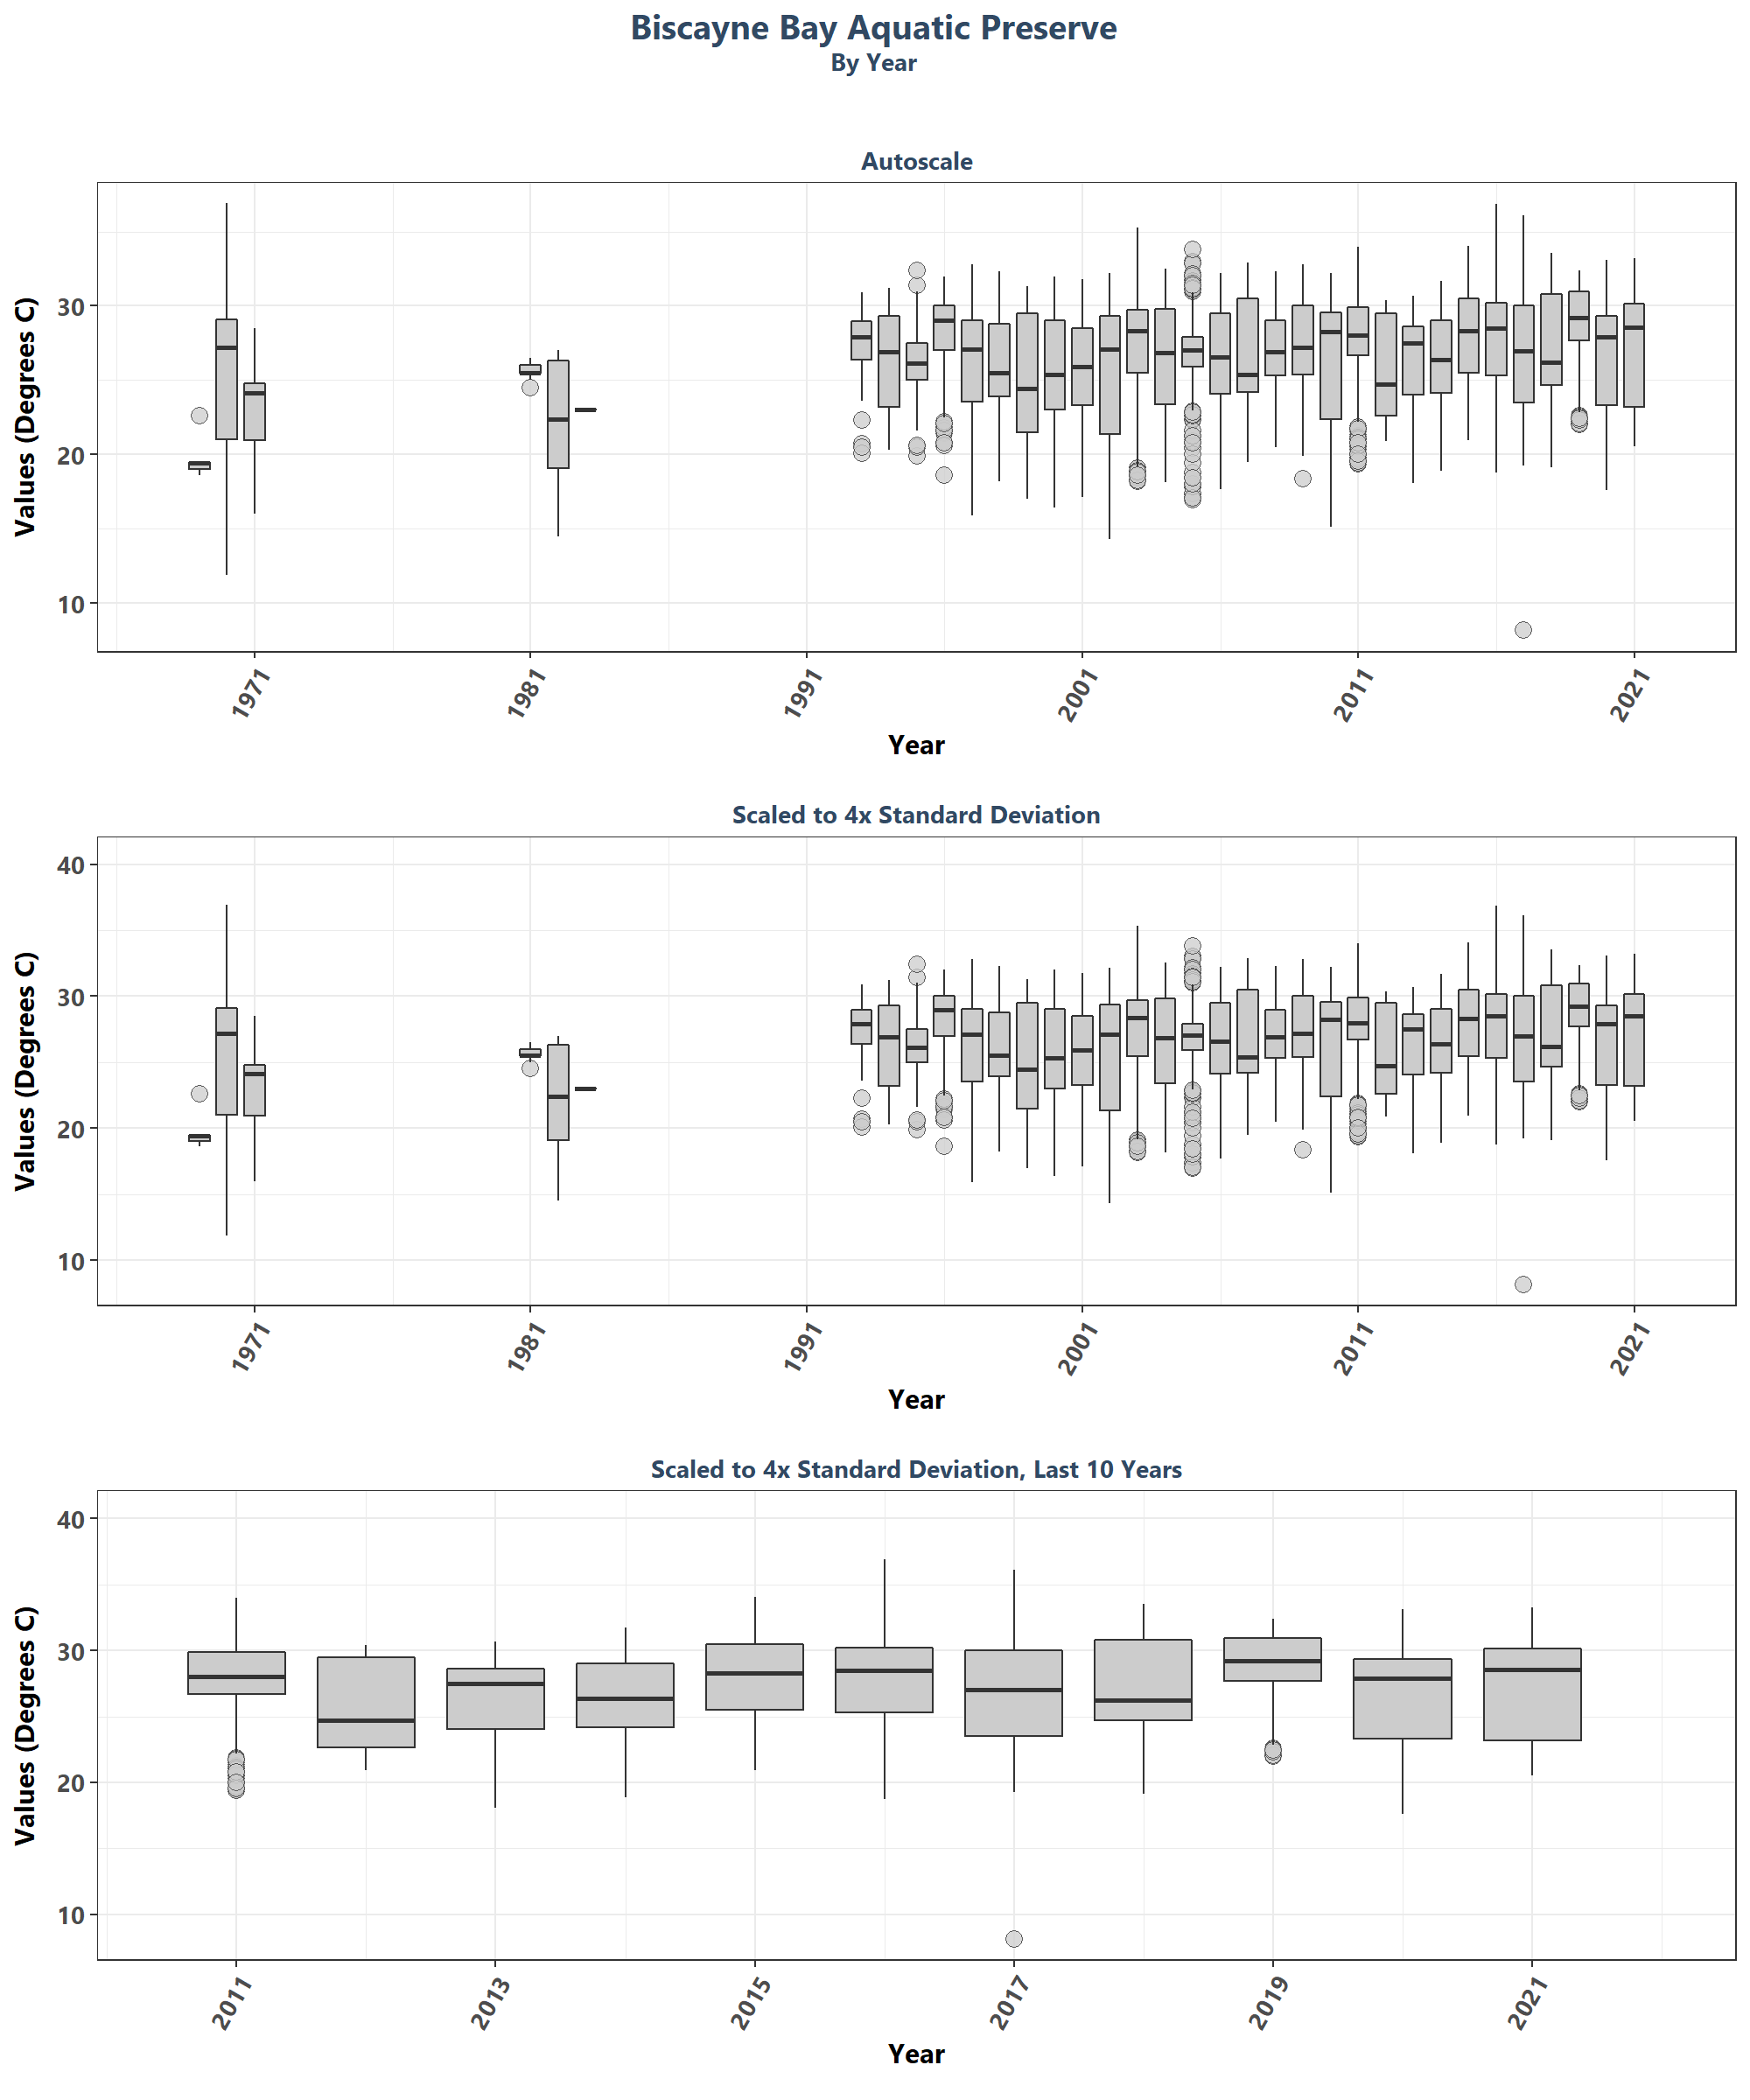 Biscayne Bay Aquatic Preserve
By Year
Autoscale
Values (Degrees C)
30
20
10
1971
1981
1991
2001
2011
2021
Year
Scaled to 4x Standard Deviation
Values (Degrees C)
40
30
20
10
1971
1981
1991
2001
2011
2021
Year
Scaled to 4x Standard Deviation, Last 10 Years
Values (Degrees C)
40
30
20
10
2011
2013
2015
2017
2019
2021
Year